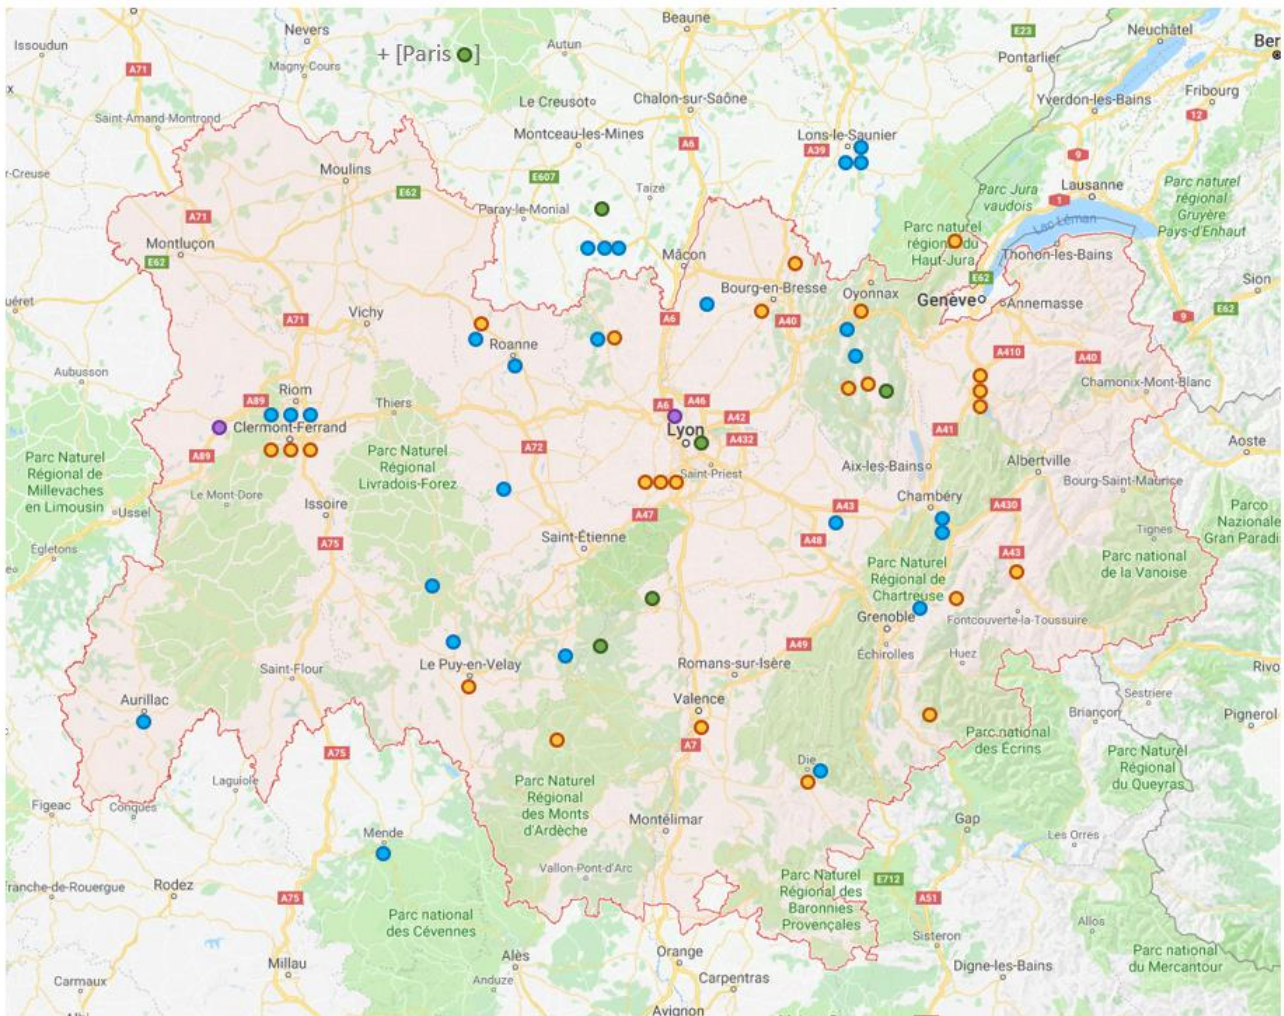 Beaune
Nevers
E23
Neuchâtel
Issoudun
+ [Paris ]
Autun
Pontarlier
Ber
A71
Magny-Cours
x
Le Creusot
Chalon-sur-Saône
Yverdon-les-Bains
Fribourg
Saint-Amand-Montrond
Montceau-les-Mines
Lons-le-Saunier
12
A6
A39
9
r-Creuse
Moulins
E607
Taizé
Parc Jura
vaudois
Lausanne
Parc naturel
régional
Gruyère
Pays-d'Enhaut
E62
1
A71
Paray-le-Monial
Parc naturel
régional du
Haut-Jura
Lac Léman
Montluçon
E62
Mâcon
Thonon-les-Bains
Sion
uéret
Bourg-en-Bresse
Oyonnax
E62
Genève
Annemasse
E62
A71
Vichy
A6
A40
9
Roanne
A410
A40
Aubusson
Chamonix-Mont-Blanc
Riom
A89
Thiers
A6
A46
A42
Clermont-Ferrand
Lyon
A432
A41
Aoste
A89
A72
Parc Naturel
Régional de
Millevaches
en Limousin
Parc Naturel
Régional
Livradois-Forez
Saint-Priest
Aix-les-Bains
Albertville
Bourg-Saint-Maurice
Le Mont-Dore
Issoire
Chambéry
Ussel
A47
A43
A430
Parco
Nazionale
Gran Paradi
A75
Saint-Étienne
A48
Tignes
Égletons
A43
Parc Naturel
Régional de
Chartreuse
Parc national
de la Vanoise
Grenoble
Fontcouverte-la-Toussuire
A49
Échirolles
Huez
Saint-Flour
Le Puy-en-Velay
Romans-sur-Isère
Rivo
Aurillac
Valence
Sestriere
Briançon
Pignerol
A75
A7
Parc national
des Écrins
Die
Parc Naturel
Régional
du Queyras
Laguiole
Parc Naturel
Régional
des Monts
d'Ardèche
Figeac
Conques
Montélimar
Gap
Mende
Les Orres
Vallon-Pont-d'Arc
ranche-de-Rouergue
Rodez
Parc Naturel
Régional des
Baronnies
Provençales
E712
A75
A51
Parc national
des Cévennes
Allos
Sisteron
Millau
Alès
Orange
Parc national
du Mercantour
Digne-les-Bains
Carmaux
Anduze
Carpentras
Avignon